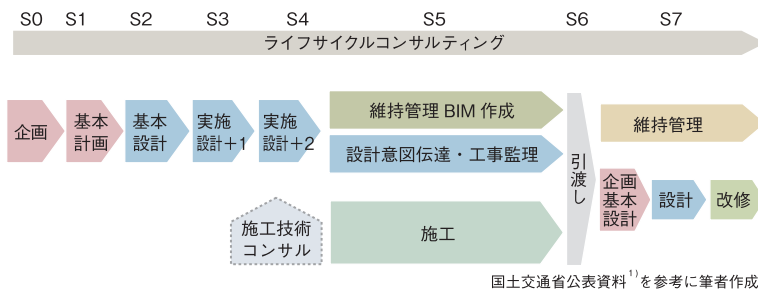 S0 S1 S2 S3 S4 S5 S6 S7
ライフサイクルコンサルティング
企画
基本
計画
基本
設計
実施
設計+1
実施
設計+2
維持管理 BIM 作成
設計意図伝達・工事監理
施工技術
コンサル
施工
引渡し
維持管理
企画
基本
設計
設計
改修
国土交通省公表資料1)を参考に筆者作成